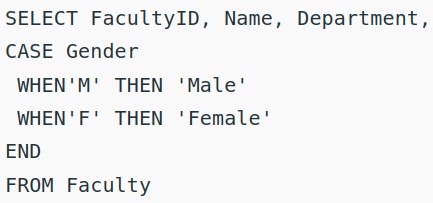 SELECT FacultyID, Name, Department,
CASE Gender
 WHEN'M' THEN 'Male'
 WHEN'F' THEN 'Female'
END
FROM Faculty